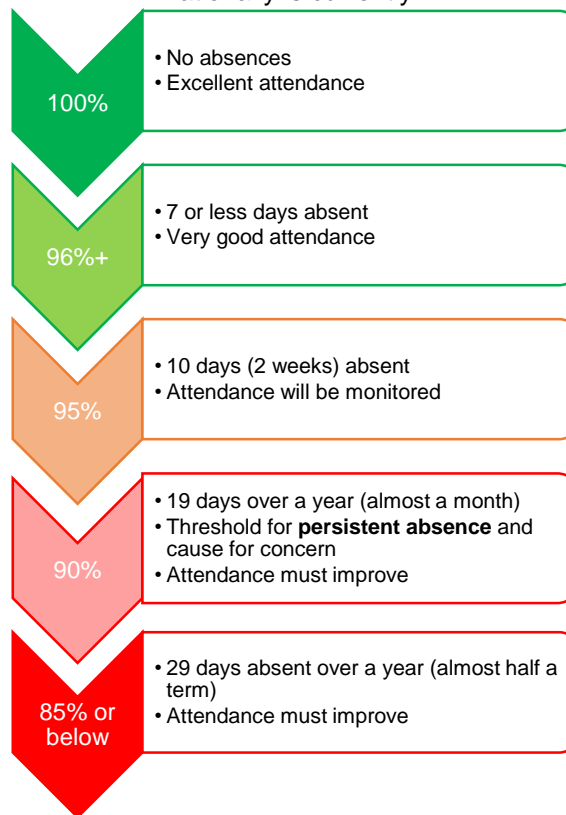 100%
• No absences
• Excellent attendance
96%+
• 7 or less days absent
• Very good attendance
95%
• 10 days (2 weeks) absent
• Attendance will be monitored
90%
• 19 days over a year (almost a month)
• Threshold for persistent absence and
cause for concern
• Attendance must improve
85% or
below
• 29 days absent over a year (almost half a
term)
• Attendance must improve